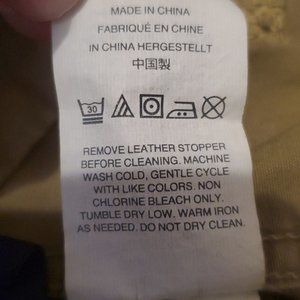 MADE IN CHINA
FABRIQUÉ EN CHINE
IN CHINA HERGESTELLT
中国製
30
REMOVE LEATHER STOPPER
BEFORE CLEANING. MACHINE
WASH COLD, GENTLE CYCLE
WITH LIKE COLORS. NON
CHLORINE BLEACH ONLY.
TUMBLE DRY LOW. WARM IRON
AS NEEDED. DO NOT DRY CLEAN.